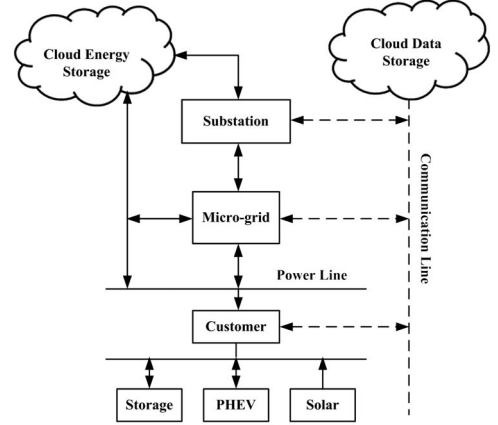 Cloud Energy
Storage
Cloud Data
Storage
Substation
Communication Line
Micro-grid
Power Line
Customer
Storage
PHEV
Solar